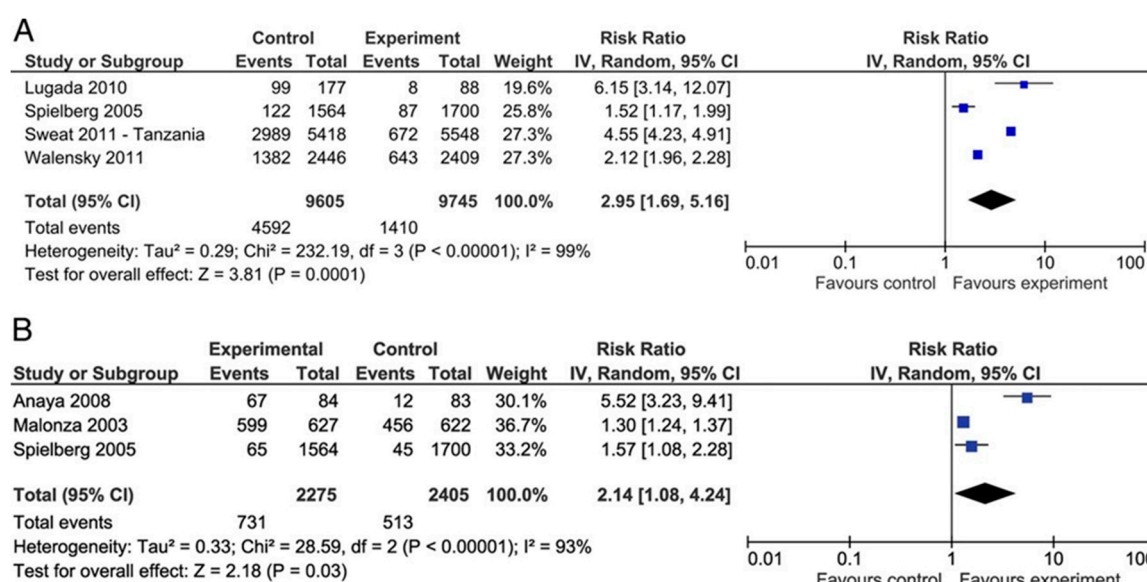 A
Control Experiment Risk Ratio Risk Ratio
Study or Subgroup Events Total Events Total Weight IV, Random, 95% CI IV, Random, 95% CI
Lugada 2010 99 177 8 88 19.6% 6.15 [3.14, 12.07]
Spielberg 2005 122 1564 87 1700 25.8% 1.52 [1.17, 1.99]
Sweat 2011 - Tanzania 2989 5418 672 5548 27.3% 4.55 [4.23, 4.91]
Walensky 2011 1382 2446 643 2409 27.3% 2.12 [1.96, 2.28]
Total (95% CI) 9605 9745 100.0% 2.95 [1.69, 5.16]
Total events 4592 1410
Heterogeneity: Tau² = 0.29; Chi² = 232.19, df = 3 (P < 0.00001); I² = 99%
Test for overall effect: Z = 3.81 (P = 0.0001)
0.01 0.1 1 10 100
Favours control Favours experiment
B
Experimental Control Risk Ratio Risk Ratio
Study or Subgroup Events Total Events Total Weight IV, Random, 95% CI IV, Random, 95% CI
Anaya 2008 67 84 12 83 30.1% 5.52 [3.23, 9.41]
Malonza 2003 599 627 456 622 36.7% 1.30 [1.24, 1.37]
Spielberg 2005 65 1564 45 1700 33.2% 1.57 [1.08, 2.28]
Total (95% CI) 2275 2405 100.0% 2.14 [1.08, 4.24]
Total events 731 513
Heterogeneity: Tau² = 0.33; Chi² = 28.59, df = 2 (P < 0.00001); I² = 93%
Test for overall effect: Z = 2.18 (P = 0.03)
0.01 0.1 1 10 100
Favours control Favours experiment